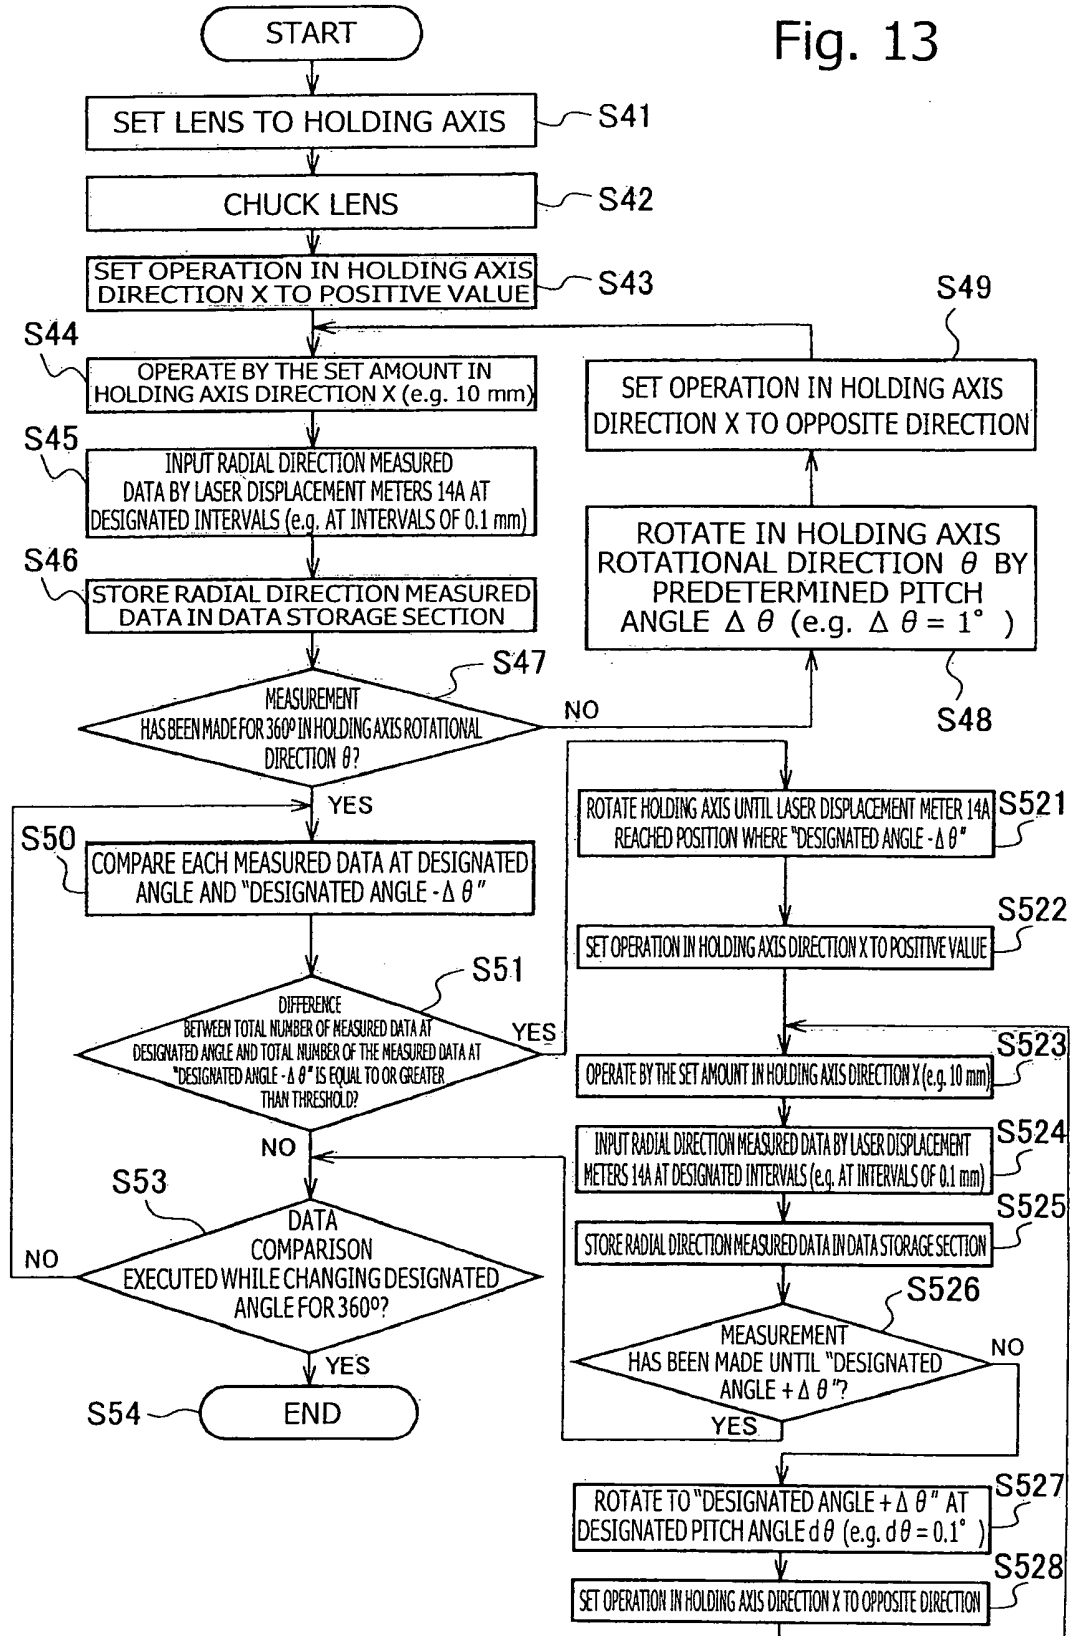 Fig. 13
START
SET LENS TO HOLDING AXIS
S41
CHUCK LENS
S42
SET OPERATION IN HOLDING AXIS
DIRECTION X TO POSITIVE VALUE
S43
S44
OPERATE BY THE SET AMOUNT IN
HOLDING AXIS DIRECTION X (e.g. 10 mm)
S45
INPUT RADIAL DIRECTION MEASURED
DATA BY LASER DISPLACEMENT METERS 14A AT
DESIGNATED INTERVALS (e.g. AT INTERVALS OF 0.1 mm)
S46
STORE RADIAL DIRECTION MEASURED
DATA IN DATA STORAGE SECTION
S47
MEASUREMENT
HAS BEEN MADE FOR 360º IN HOLDING AXIS ROTATIONAL
DIRECTION θ?
NO
YES
S48
ROTATE IN HOLDING AXIS
ROTATIONAL DIRECTION θ BY
PREDETERMINED PITCH
ANGLE Δ θ (e.g. Δ θ = 1° )
S49
SET OPERATION IN HOLDING AXIS
DIRECTION X TO OPPOSITE DIRECTION
S50
COMPARE EACH MEASURED DATA AT DESIGNATED
ANGLE AND "DESIGNATED ANGLE - Δ θ"
S51
DIFFERENCE
BETWEEN TOTAL NUMBER OF MEASURED DATA AT
DESIGNATED ANGLE AND TOTAL NUMBER OF THE MEASURED DATA AT
"DESIGNATED ANGLE - Δ θ" IS EQUAL TO OR GREATER
THAN THRESHOLD?
YES
NO
S53
DATA
COMPARISON
EXECUTED WHILE CHANGING DESIGNATED
ANGLE FOR 360º?
NO
YES
S54
END
S521
ROTATE HOLDING AXIS UNTIL LASER DISPLACEMENT METER 14A
REACHED POSITION WHERE "DESIGNATED ANGLE - Δ θ"
S522
SET OPERATION IN HOLDING AXIS DIRECTION X TO POSITIVE VALUE
S523
OPERATE BY THE SET AMOUNT IN HOLDING AXIS DIRECTION X (e.g. 10 mm)
S524
INPUT RADIAL DIRECTION MEASURED DATA BY LASER DISPLACEMENT
METERS 14A AT DESIGNATED INTERVALS (e.g. AT INTERVALS OF 0.1 mm)
S525
STORE RADIAL DIRECTION MEASURED DATA IN DATA STORAGE SECTION
S526
MEASUREMENT
HAS BEEN MADE UNTIL "DESIGNATED
ANGLE + Δ θ"?
NO
YES
S527
ROTATE TO "DESIGNATED ANGLE + Δ θ" AT
DESIGNATED PITCH ANGLE d θ (e.g. d θ = 0.1° )
S528
SET OPERATION IN HOLDING AXIS DIRECTION X TO OPPOSITE DIRECTION